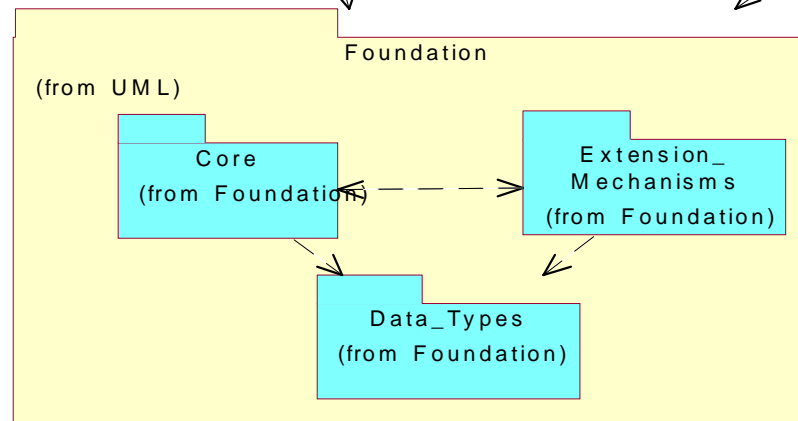 Foundation
(from UML)
Core
(from Foundation)
Extension_
Mechanisms
(from Foundation)
Data_Types
(from Foundation)